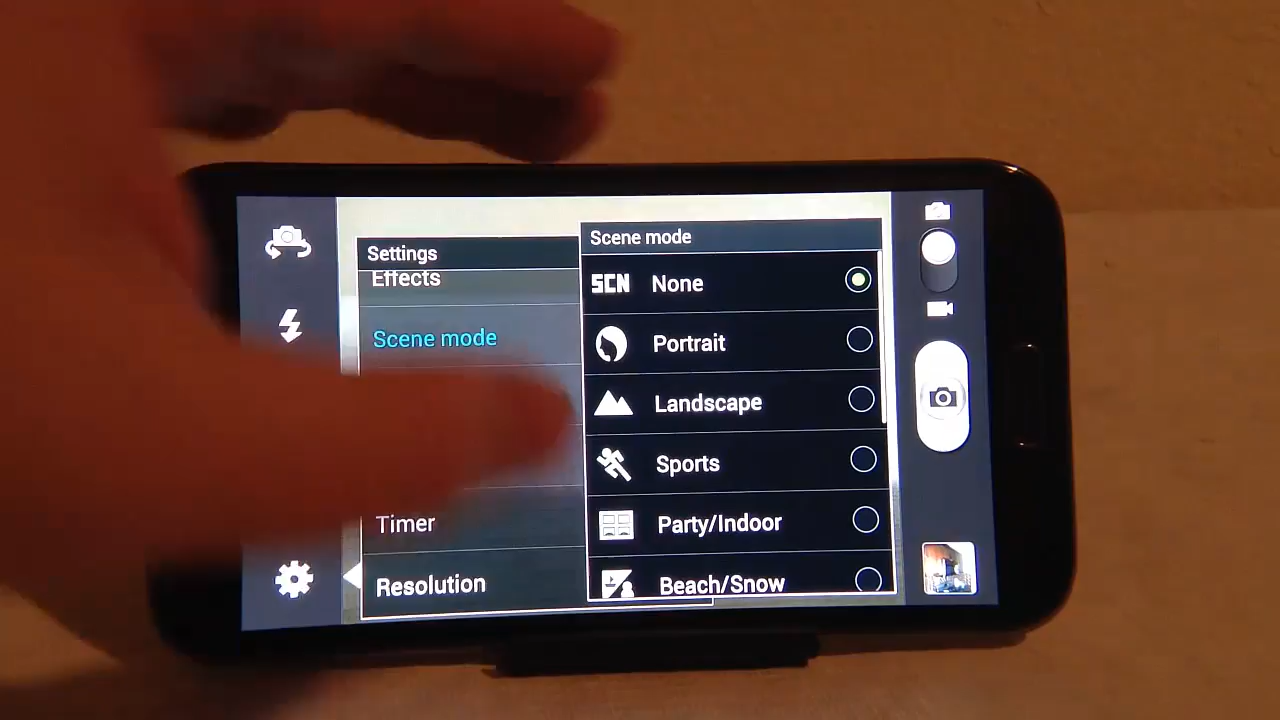 Settings
Effects
Scene mode
Timer
Resolution
Scene mode
SCN None
Portrait
Landscape
Sports
Party/Indoor
Beach/Snow